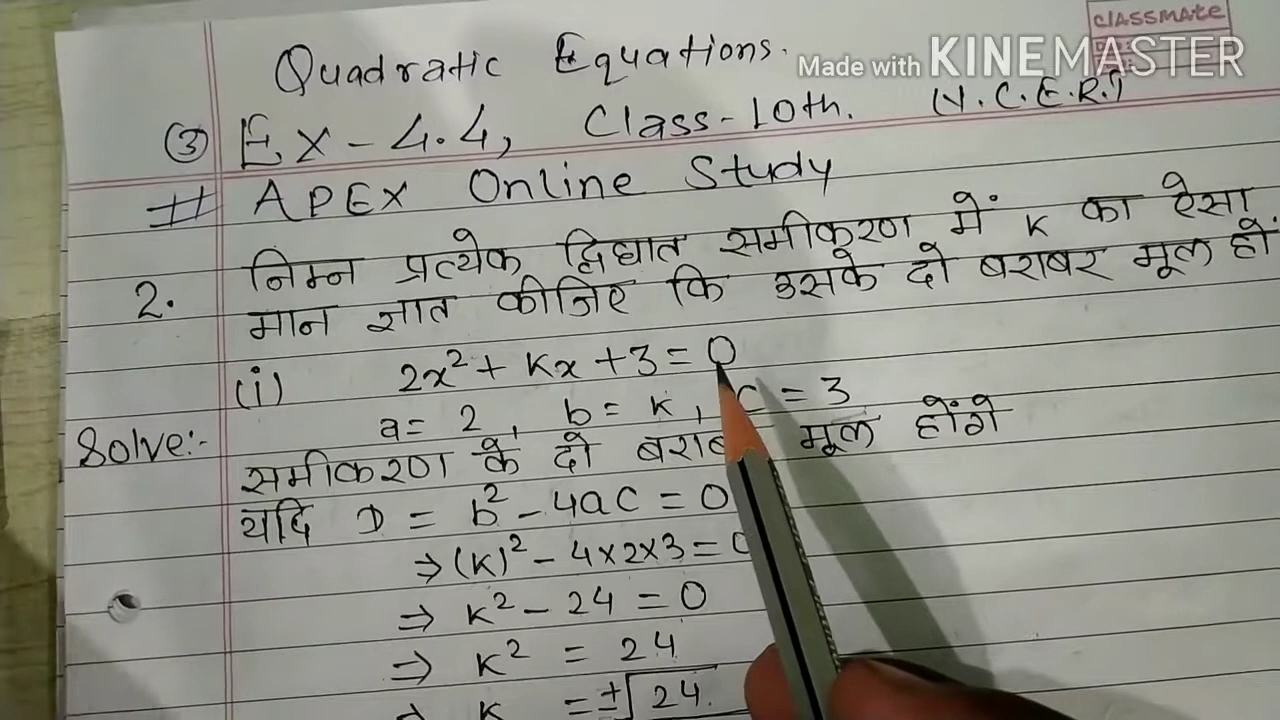 CLASSMATE
Made with KINEMASTER
Quadratic Equations.
③ Ex-4.4, Class-10th. (N.C.E.R.T
# APEX Online Study
2. निम्न प्रत्येक द्विघात समीकरण में K का ऐसा
मान ज्ञात कीजिए कि उसके दो बराबर मूल हों
(i) 2x² + Kx + 3 = 0
Solve:- a = 2, b = K, c = 3
समीकरण के दो बराबर मूल होंगे
यदि D = b² - 4ac = 0
⇒ (K)² - 4×2×3 = 0
⇒ K² - 24 = 0
⇒ K² = 24
⇒ K = ±√24